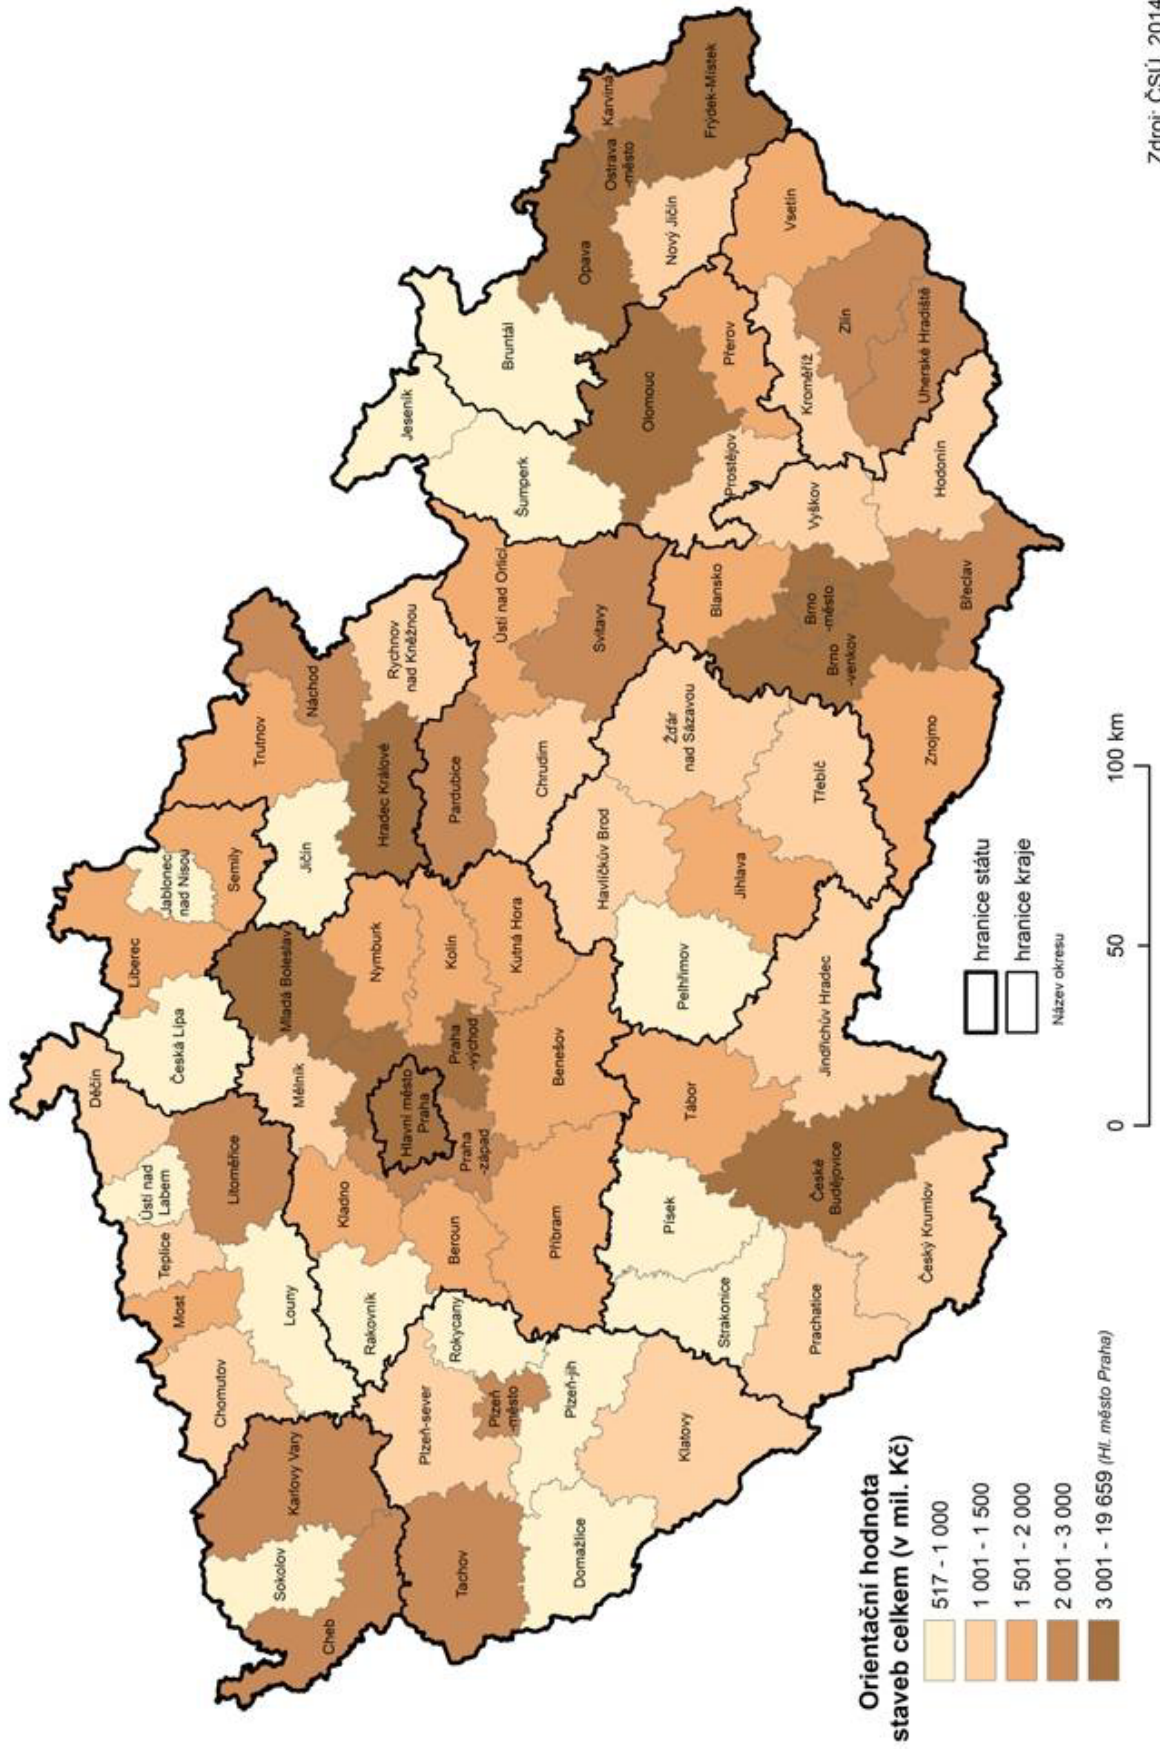 Děčín
Liberec
Jablonec
nad Nisou
Ústí nad
Labem
Česká Lípa
Semily
Teplice
Most
Litoměřice
Trutnov
Chomutov
Mělník
Mladá Boleslav
Jičín
Náchod
Louny
Karlovy Vary
Sokolov
Cheb
Kladno
Rakovník
Nymburk
Hradec Králové
Rychnov
nad Kněžnou
Jeseník
Hlavní město
Praha
Praha
-východ
Praha
-západ
Kolín
Pardubice
Ústí nad Orlicí
Šumperk
Bruntál
Beroun
Rokycany
Plzeň-sever
Tachov
Plzeň
-město
Kutná Hora
Chrudim
Benešov
Příbram
Svitavy
Opava
Ostrava
-město
Karviná
Plzeň-jih
Domažlice
Havlíčkův Brod
Olomouc
Nový Jičín
Frýdek-Místek
Pelhřimov
Žďár
nad Sázavou
Písek
Tábor
Klatovy
Strakonice
Jihlava
Blansko
Prostějov
Přerov
Vsetín
Kroměříž
Vyškov
Zlín
Třebíč
Brno
-město
Brno
-venkov
Jindřichův Hradec
České
Budějovice
Prachatice
Český Krumlov
Znojmo
Břeclav
Hodonín
Uherské Hradiště
Orientační hodnota
staveb celkem (v mil. Kč)
517 - 1 000
1 001 - 1 500
1 501 - 2 000
2 001 - 3 000
3 001 - 19 659 (Hl. město Praha)
hranice státu
hranice kraje
Název okresu
0 50 100 km
Zdroj: ČSÚ, 2014